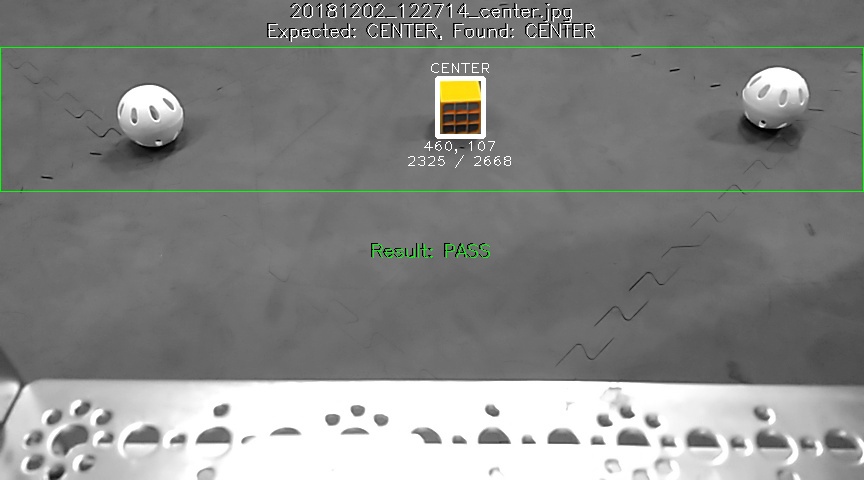 20181202_122714_center.jpg
Expected: CENTER, Found: CENTER
CENTER
460, 107
2325 / 2668
Result: PASS